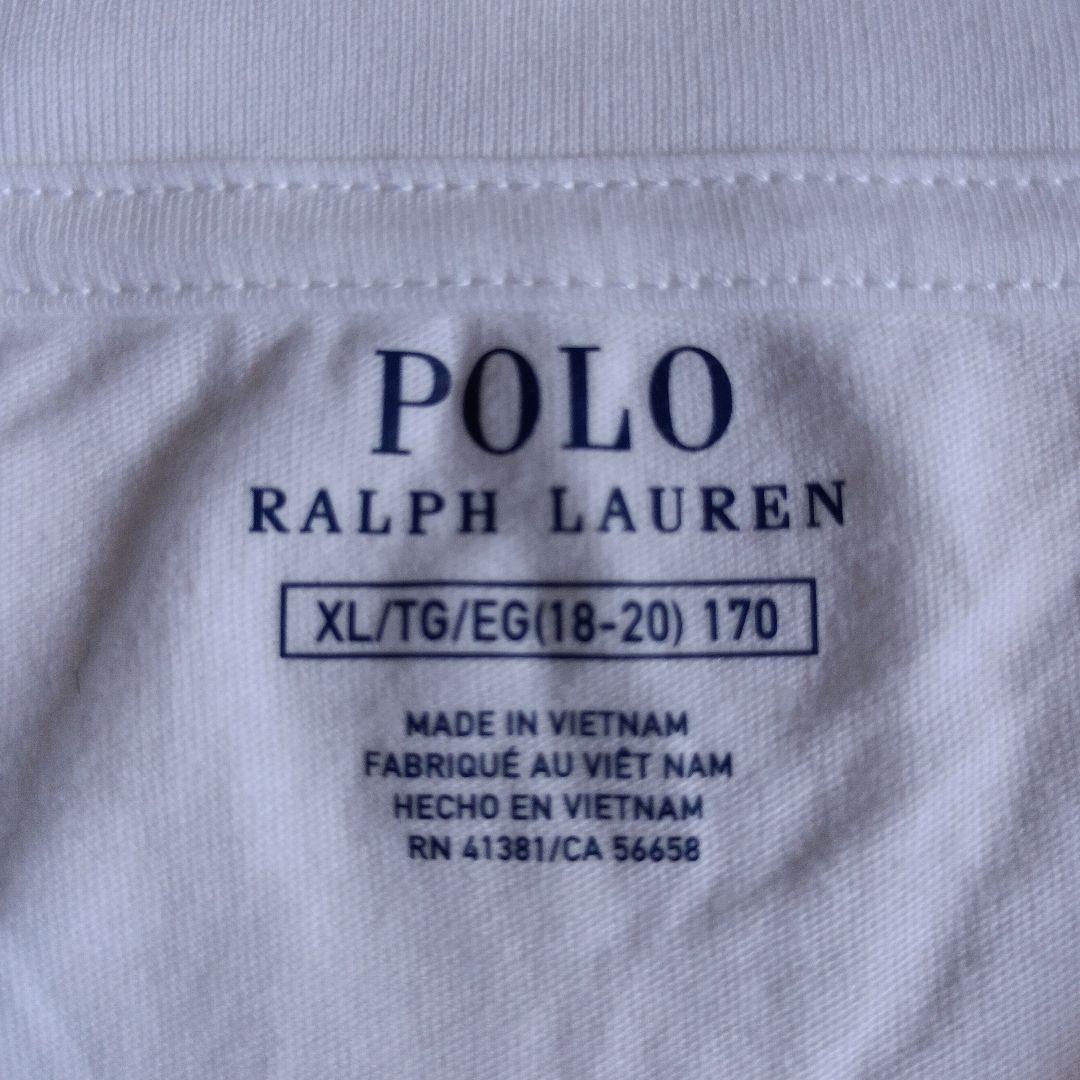 POLO
RALPH LAUREN
XL/TG/EG(18-20) 170
MADE IN VIETNAM
FABRIQUÉ AU VIÊT NAM
HECHO EN VIETNAM
RN 41381/CA 56658